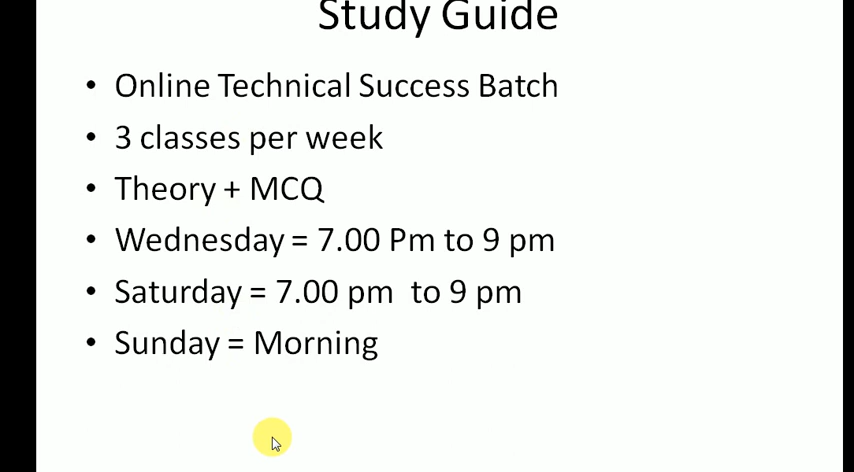 Study Guide
• Online Technical Success Batch
• 3 classes per week
• Theory + MCQ
• Wednesday = 7.00 Pm to 9 pm
• Saturday = 7.00 pm  to 9 pm
• Sunday = Morning